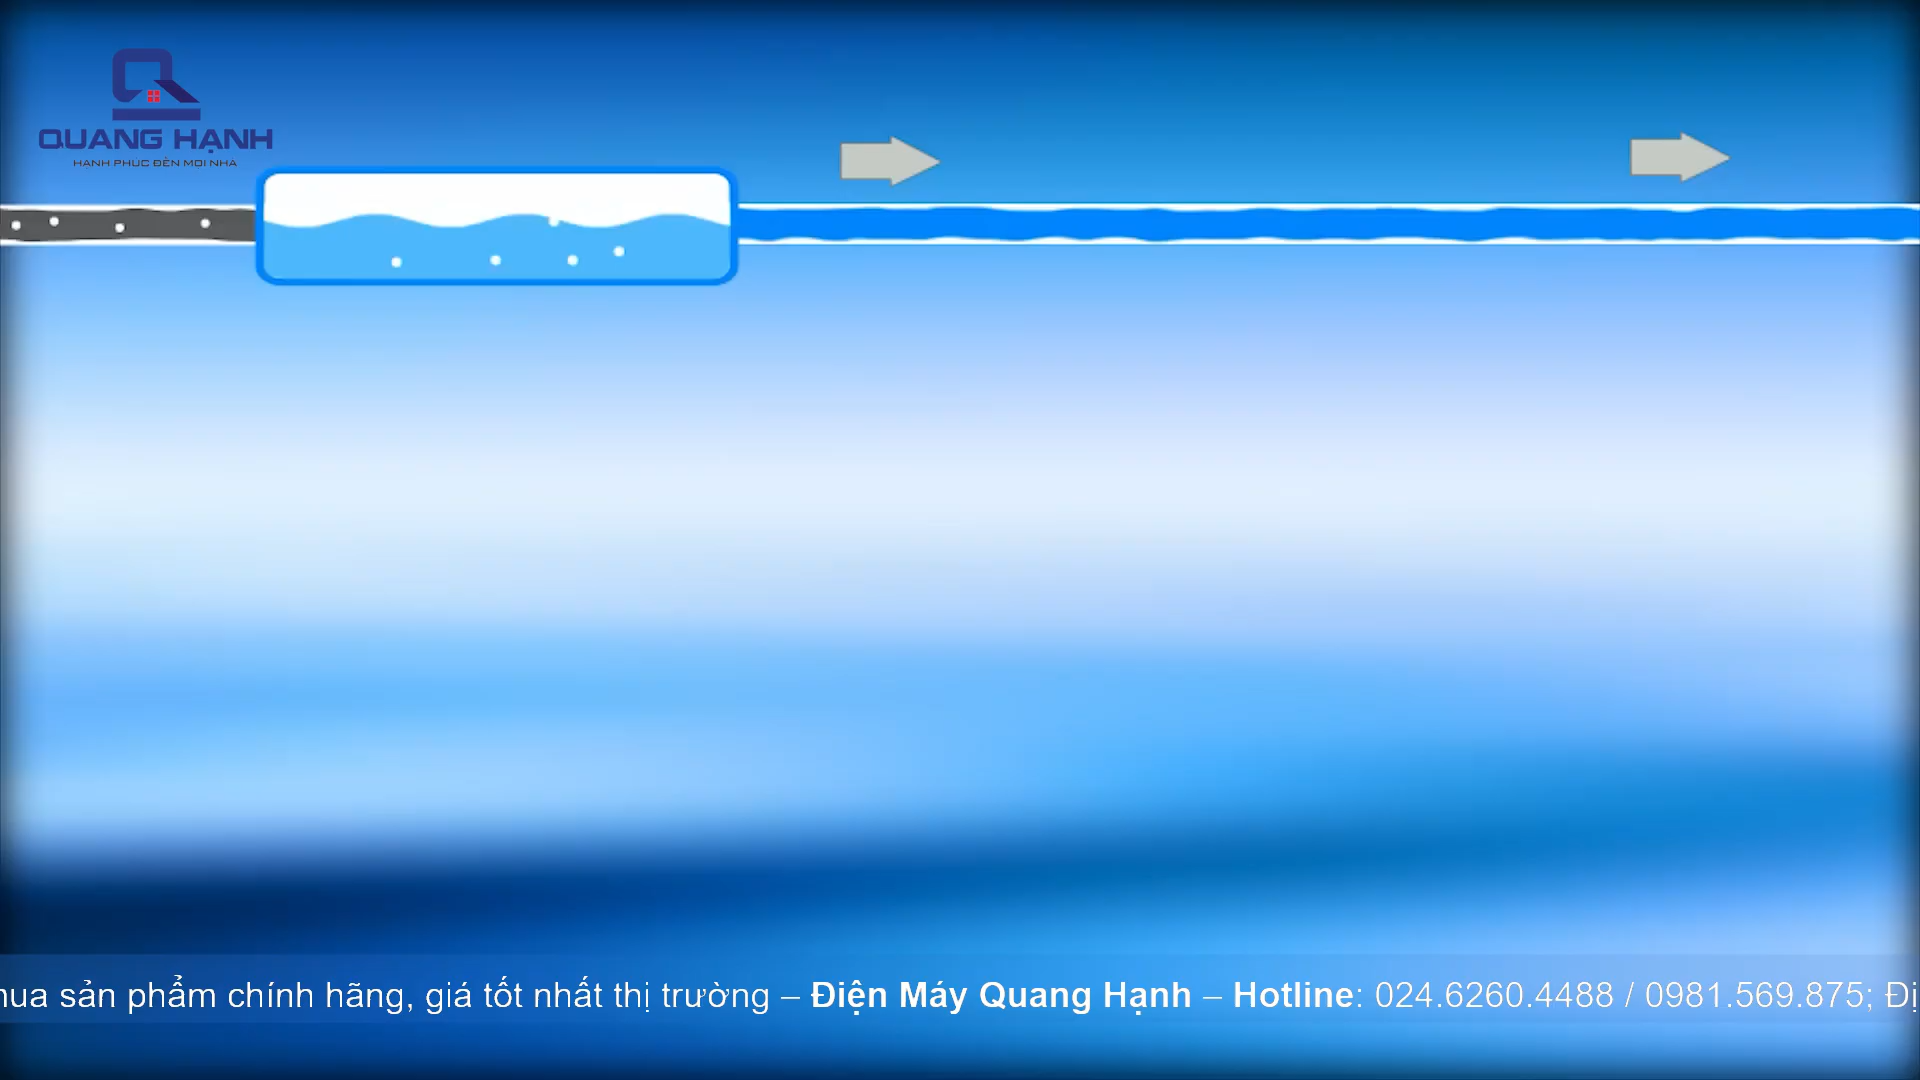 QUANG HẠNH
HẠNH PHÚC ĐẾN MỌI NHÀ
sản phẩm chính hãng, giá tốt nhất thị trường – Điện Máy Quang Hạnh – Hotline: 024.6260.4488 / 0981.569.875;